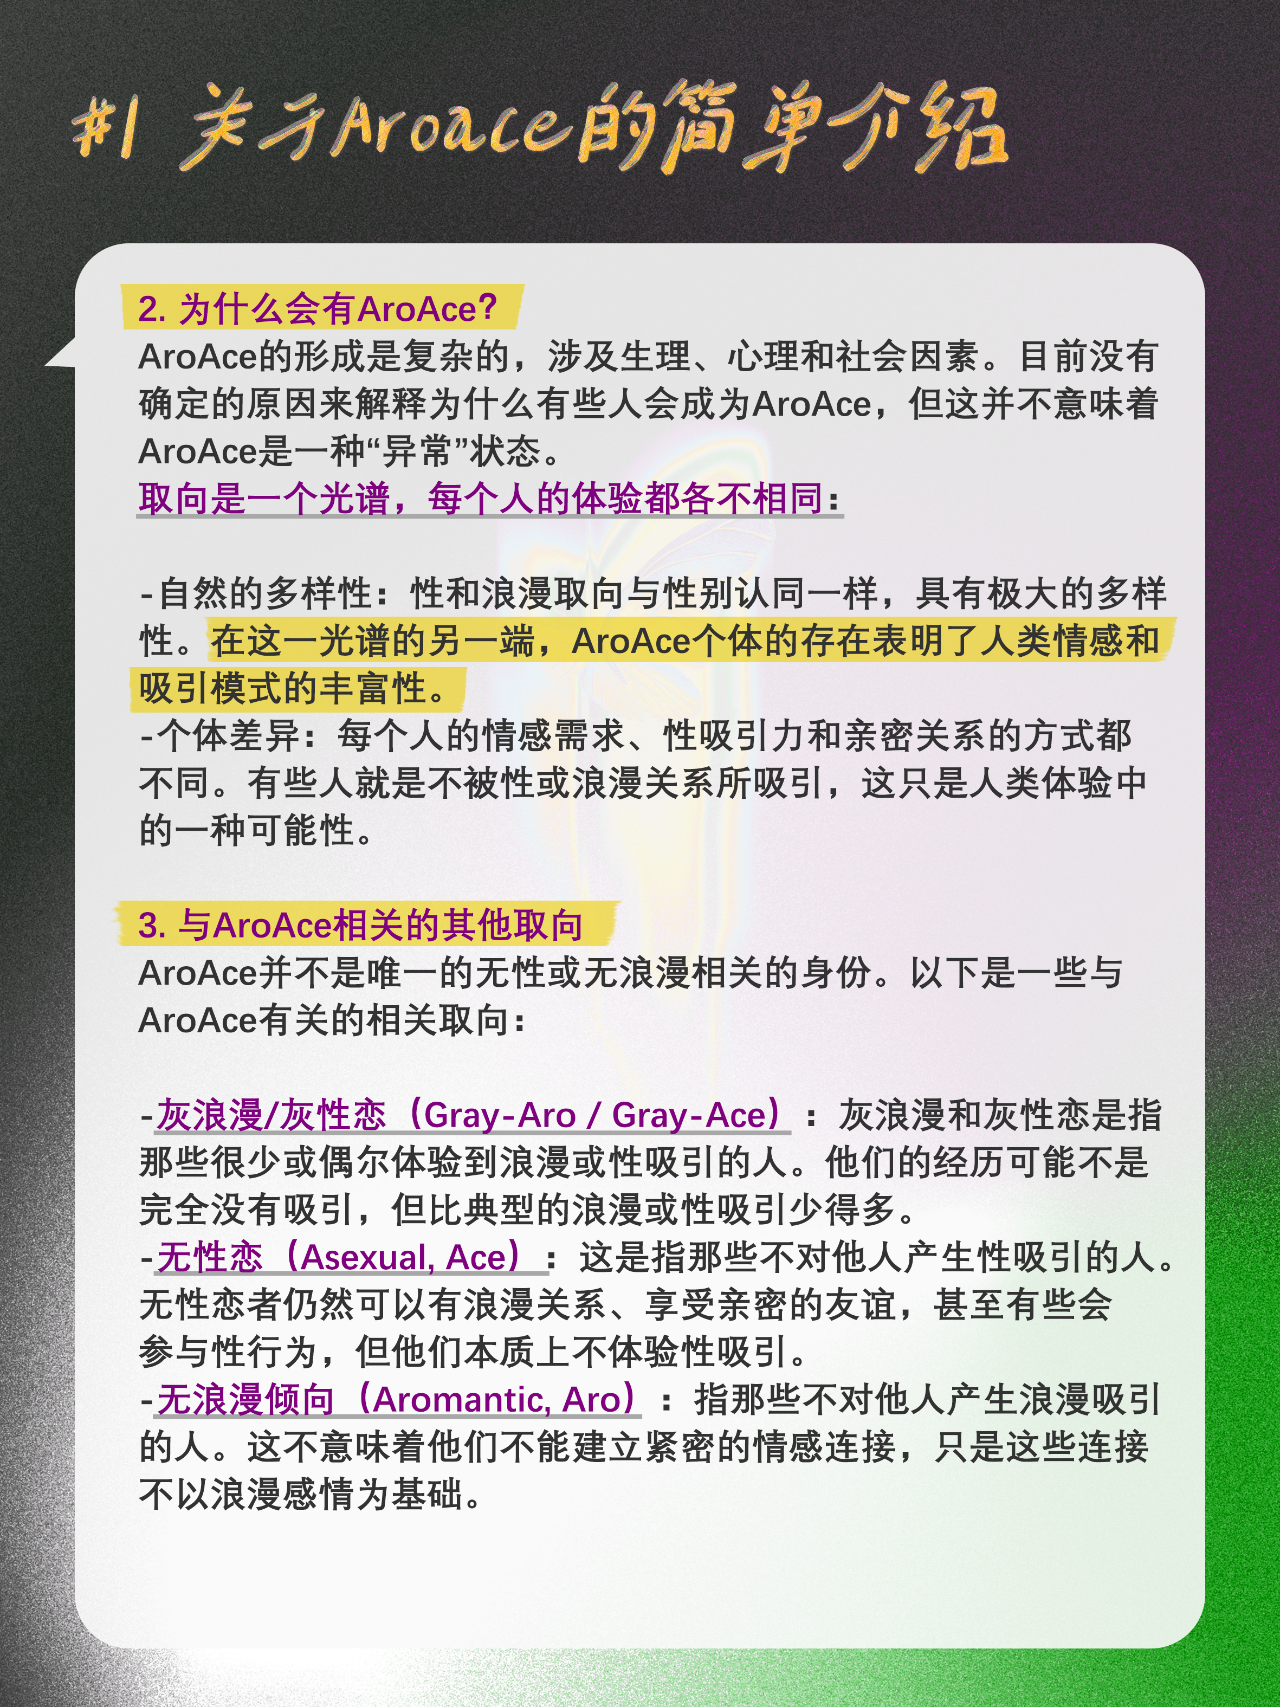 #1 关于Aroace的简单介绍
2. 为什么会有AroAce？
AroAce的形成是复杂的，涉及生理、心理和社会因素。目前没有
确定的原因来解释为什么有些人会成为AroAce，但这并不意味着
AroAce是一种“异常”状态。
取向是一个光谱，每个人的体验都各不相同：
-自然的多样性：性和浪漫取向与性别认同一样，具有极大的多样
性。在这一光谱的另一端，AroAce个体的存在表明了人类情感和
吸引模式的丰富性。
-个体差异：每个人的情感需求、性吸引力和亲密关系的方式都
不同。有些人就是不被性或浪漫关系所吸引，这只是人类体验中
的一种可能性。
3. 与AroAce相关的其他取向
AroAce并不是唯一的无性或无浪漫相关的身份。以下是一些与
AroAce有关的相关取向：
-灰浪漫/灰性恋（Gray-Aro / Gray-Ace）：灰浪漫和灰性恋是指
那些很少或偶尔体验到浪漫或性吸引的人。他们的经历可能不是
完全没有吸引，但比典型的浪漫或性吸引少得多。
-无性恋（Asexual, Ace）：这是指那些不对他人产生性吸引的人。
无性恋者仍然可以有浪漫关系、享受亲密的友谊，甚至有些会
参与性行为，但他们本质上不体验性吸引。
-无浪漫倾向（Aromantic, Aro）：指那些不对他人产生浪漫吸引
的人。这不意味着他们不能建立紧密的情感连接，只是这些连接
不以浪漫感情为基础。